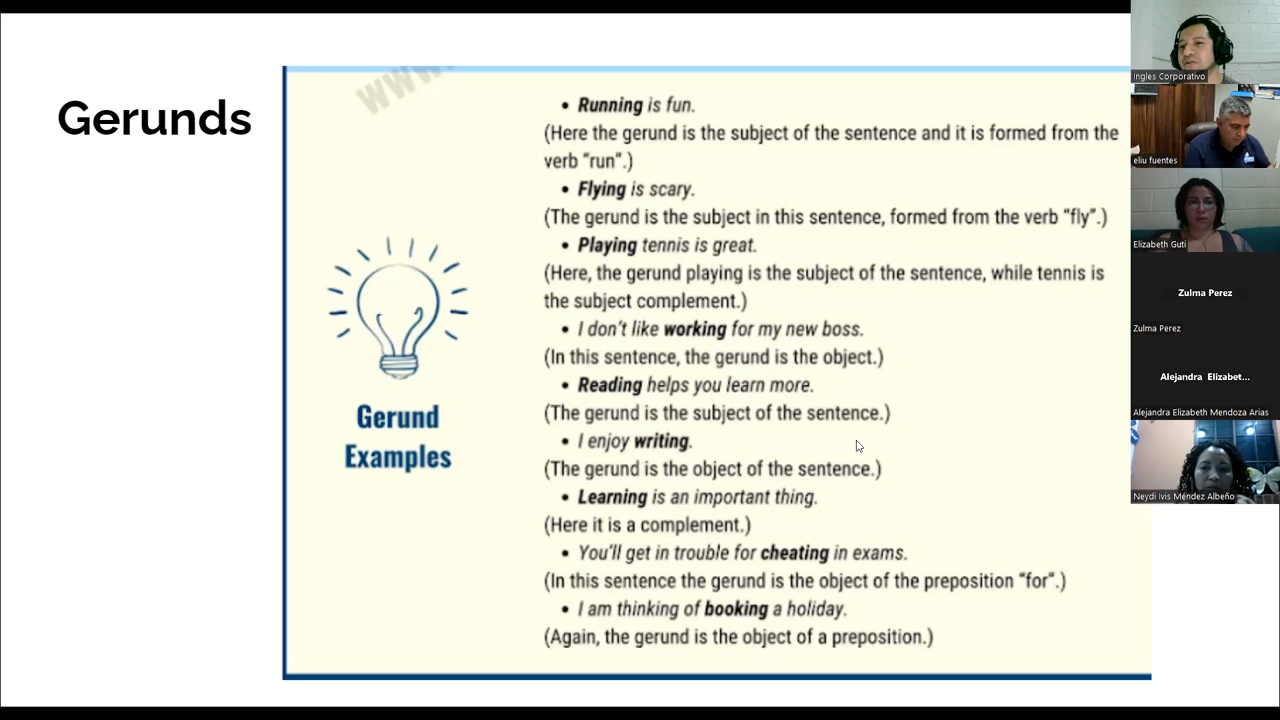 Gerunds
WWW.
• Running is fun.
(Here the gerund is the subject of the sentence and it is formed from the
verb "run".)
• Flying is scary.
(The gerund is the subject in this sentence, formed from the verb "fly".)
• Playing tennis is great.
(Here, the gerund playing is the subject of the sentence, while tennis is
the subject complement.)
• I don't like working for my new boss.
(In this sentence, the gerund is the object.)
• Reading helps you learn more.
(The gerund is the subject of the sentence.)
• I enjoy writing.
(The gerund is the object of the sentence.)
• Learning is an important thing.
(Here it is a complement.)
• You'll get in trouble for cheating in exams.
(In this sentence the gerund is the object of the preposition "for".)
• I am thinking of booking a holiday.
(Again, the gerund is the object of a preposition.)
Gerund
Examples
Ingles Corporativo
eliu fuentes
Elizabeth Guti
Zulma Perez
Zulma Perez
Alejandra Elizabet...
Alejandra Elizabeth Mendoza Arias
Neydi Ivis Méndez Albeño